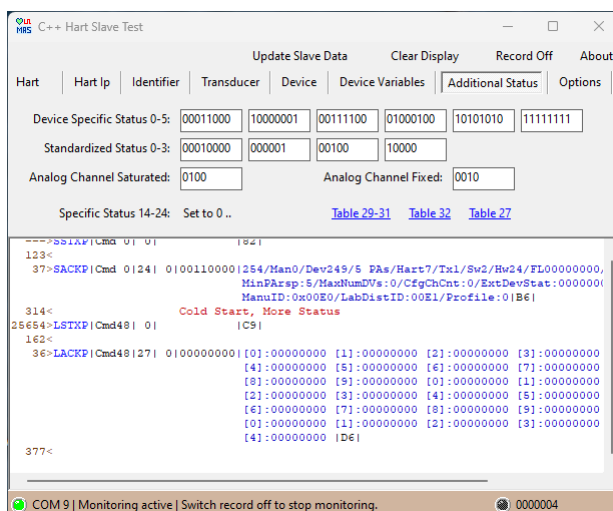 C++ Hart Slave Test
Update Slave Data Clear Display Record Off About
Hart Hart Ip Identifier Transducer Device Device Variables Additional Status Options
Device Specific Status 0-5: 00011000 10000001 00111100 01000100 10101010 11111111
Standardized Status 0-3: 00010000 000001 00100 10000
Analog Channel Saturated: 0100 Analog Channel Fixed: 0010
Specific Status 14-24: Set to 0 .. Table 29-31 Table 32 Table 27
--->SSTXP|Cmd 0| 0| |82|
123<
37>SACKP|Cmd 0|24| 0|00110000|254/Man0/Dev249/5 PAs/Hart7/Tx1/Sw2/Hw24/FL00000000/
MinPArsp:5/MaxNumDVs:0/CfgChCnt:0/ExtDevStat:0000000
ManuID:0x00E0/LabDistID:00E1/Profile:0|B6|
314< Cold Start, More Status
25654>LSTXP|Cmd48| 0| |C9|
162<
36>LACKP|Cmd48|27| 0|00000000|[0]:00000000 [1]:00000000 [2]:00000000 [3]:00000000
[4]:00000000 [5]:00000000 [6]:00000000 [7]:00000000
[8]:00000000 [9]:00000000 [0]:00000000 [1]:00000000
[2]:00000000 [3]:00000000 [4]:00000000 [5]:00000000
[6]:00000000 [7]:00000000 [8]:00000000 [9]:00000000
[0]:00000000 [1]:00000000 [2]:00000000 [3]:00000000
[4]:00000000 |D6|
377<
COM 9 | Monitoring active | Switch record off to stop monitoring. 0000004